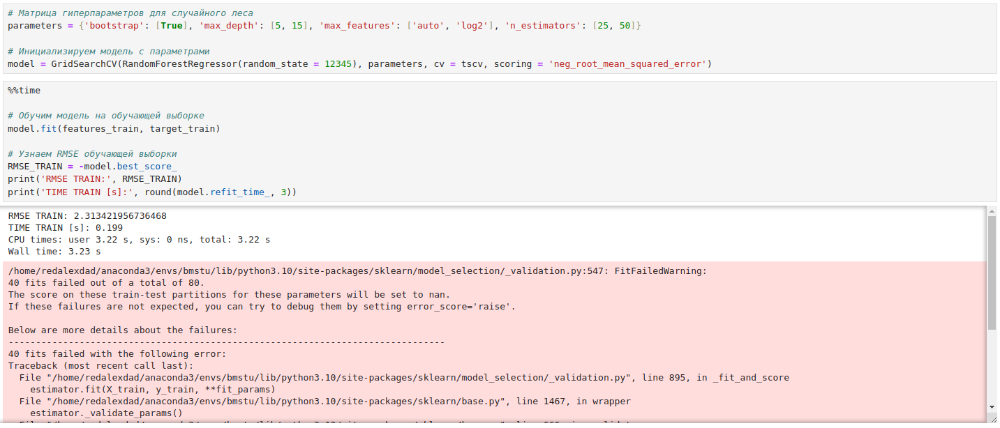 # Матрица гиперпараметров для случайного леса
parameters = {'bootstrap': [True], 'max_depth': [5, 15], 'max_features': ['auto', 'log2'], 'n_estimators': [25, 50]}
# Инициализируем модель с параметрами
model = GridSearchCV(RandomForestRegressor(random_state = 12345), parameters, cv = tscv, scoring = 'neg_root_mean_squared_error')
%%time
# Обучим модель на обучающей выборке
model.fit(features_train, target_train)
# Узнаем RMSE обучающей выборки
RMSE_TRAIN = -model.best_score_
print('RMSE TRAIN:', RMSE_TRAIN)
print('TIME TRAIN [s]:', round(model.refit_time_, 3))
RMSE TRAIN: 2.313421956736468
TIME TRAIN [s]: 0.199
CPU times: user 3.22 s, sys: 0 ns, total: 3.22 s
Wall time: 3.23 s
/home/redalexdad/anaconda3/envs/bmstu/lib/python3.10/site-packages/sklearn/model_selection/_validation.py:547: FitFailedWarning:
40 fits failed out of a total of 80.
The score on these train-test partitions for these parameters will be set to nan.
If these failures are not expected, you can try to debug them by setting error_score='raise'.
Below are more details about the failures:
--------------------------------------------------------------------------------
40 fits failed with the following error:
Traceback (most recent call last):
  File "/home/redalexdad/anaconda3/envs/bmstu/lib/python3.10/site-packages/sklearn/model_selection/_validation.py", line 895, in _fit_and_score
    estimator.fit(X_train, y_train, **fit_params)
  File "/home/redalexdad/anaconda3/envs/bmstu/lib/python3.10/site-packages/sklearn/base.py", line 1467, in wrapper
    estimator._validate_params()